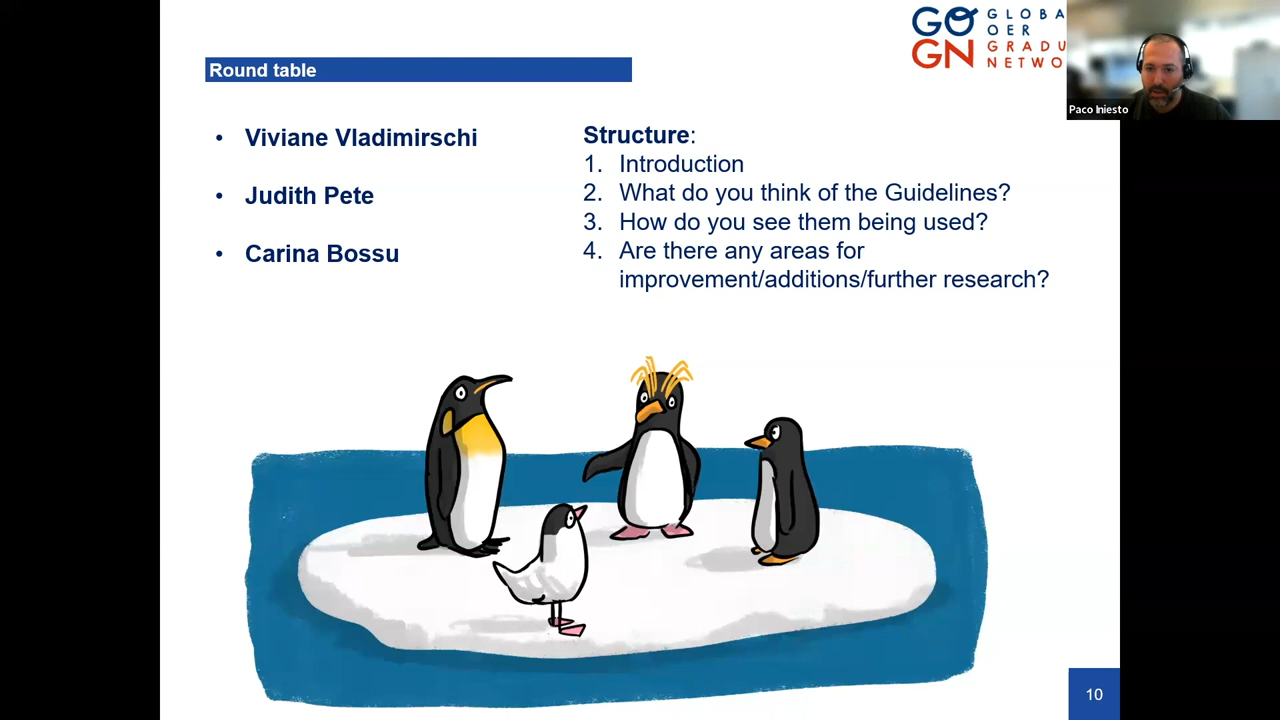 GO GLOBA
OER
GN GRADU
NETWO
Paco Iniesto
Round table
• Viviane Vladimirschi
• Judith Pete
• Carina Bossu
Structure:
1. Introduction
2. What do you think of the Guidelines?
3. How do you see them being used?
4. Are there any areas for
improvement/additions/further research?
10